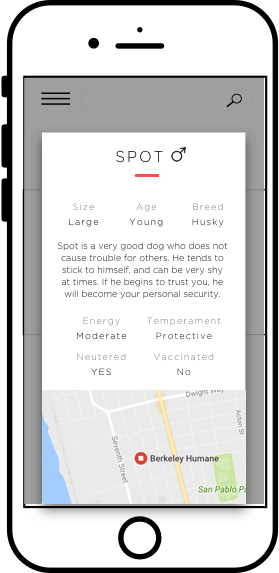 SPOT ♂
Size Age Breed
Large Young Husky
Spot is a very good dog who does not
cause trouble for others. He tends to
stick to himself, and can be very shy
at times. If he begins to trust you, he
will become your personal security.
Energy Temperament
Moderate Protective
Neutered Vaccinated
YES No
Dwight Way
Acton St
Seventh Street
Berkeley Humane
San Pablo Pa